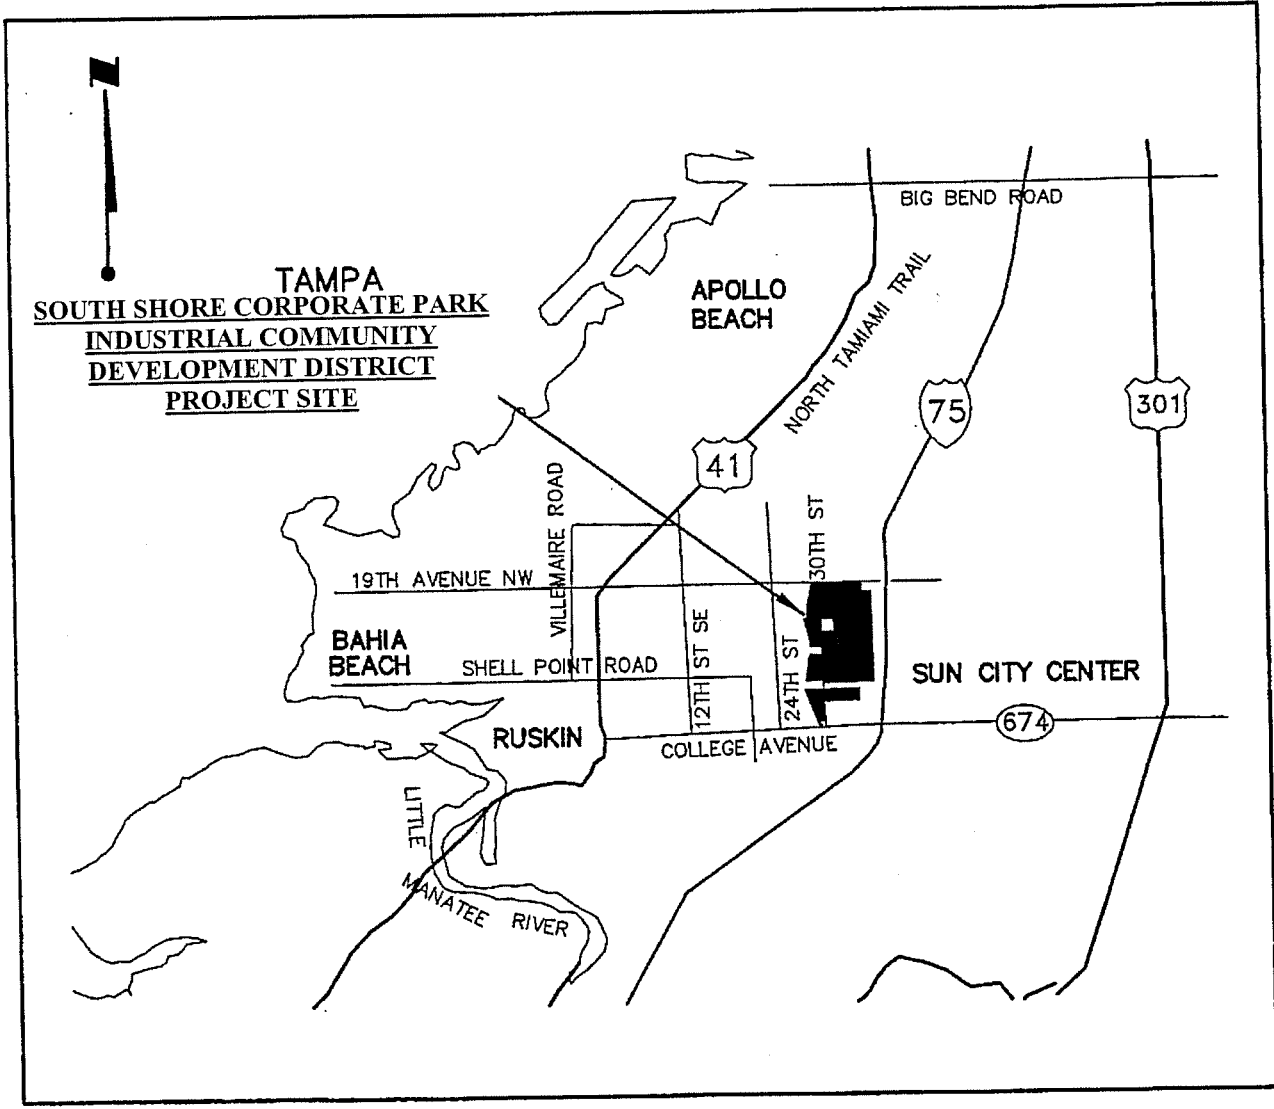 N
BIG BEND ROAD
TAMPA
SOUTH SHORE CORPORATE PARK
INDUSTRIAL COMMUNITY
DEVELOPMENT DISTRICT
PROJECT SITE
APOLLO
BEACH
NORTH TAMIAMI TRAIL
75
301
41
VILLEMAIRE ROAD
30TH ST
19TH AVENUE NW
BAHIA
BEACH
SHELL POINT ROAD
12TH ST SE
24TH ST
SUN CITY CENTER
674
RUSKIN
COLLEGE AVENUE
LITTLE
MANATEE RIVER